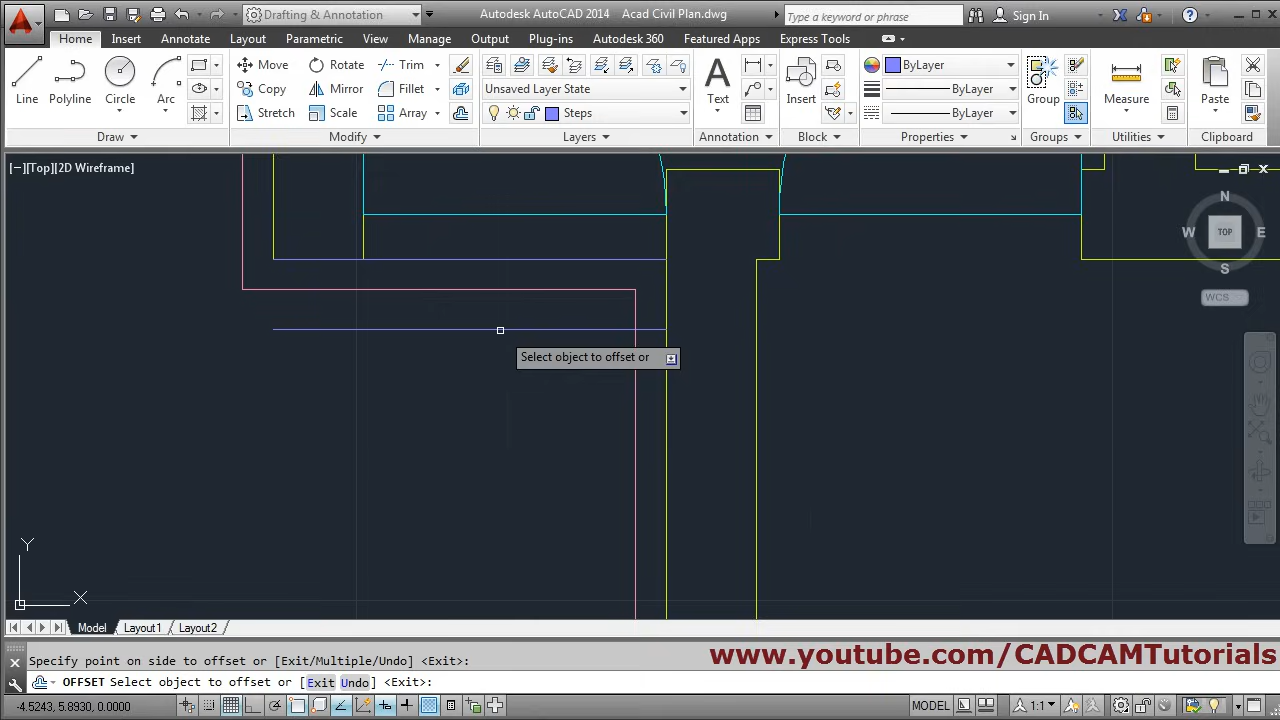 Drafting & Annotation
Autodesk AutoCAD 2014 Acad Civil Plan.dwg
Type a keyword or phrase
Sign In
Home Insert Annotate Layout Parametric View Manage Output Plug-ins Autodesk 360 Featured Apps Express Tools
Move Rotate Trim
ByLayer
Unsaved Layer State
Copy Mirror Fillet
ByLayer
Line Polyline Circle Arc
Text Insert Group Measure Paste
Stretch Scale Array
Steps
ByLayer
Draw Modify Layers Annotation Block Properties Groups Utilities Clipboard
[−][Top][2D Wireframe]
N
W TOP E
S
WCS
Select object to offset or
Y
X
Model Layout1 Layout2
Specify point on side to offset or [Exit/Multiple/Undo] <Exit>:
www.youtube.com/CADCAMTutorials
OFFSET Select object to offset or [Exit Undo] <Exit>:
-4.5243, 5.8930, 0.0000
MODEL
1:1